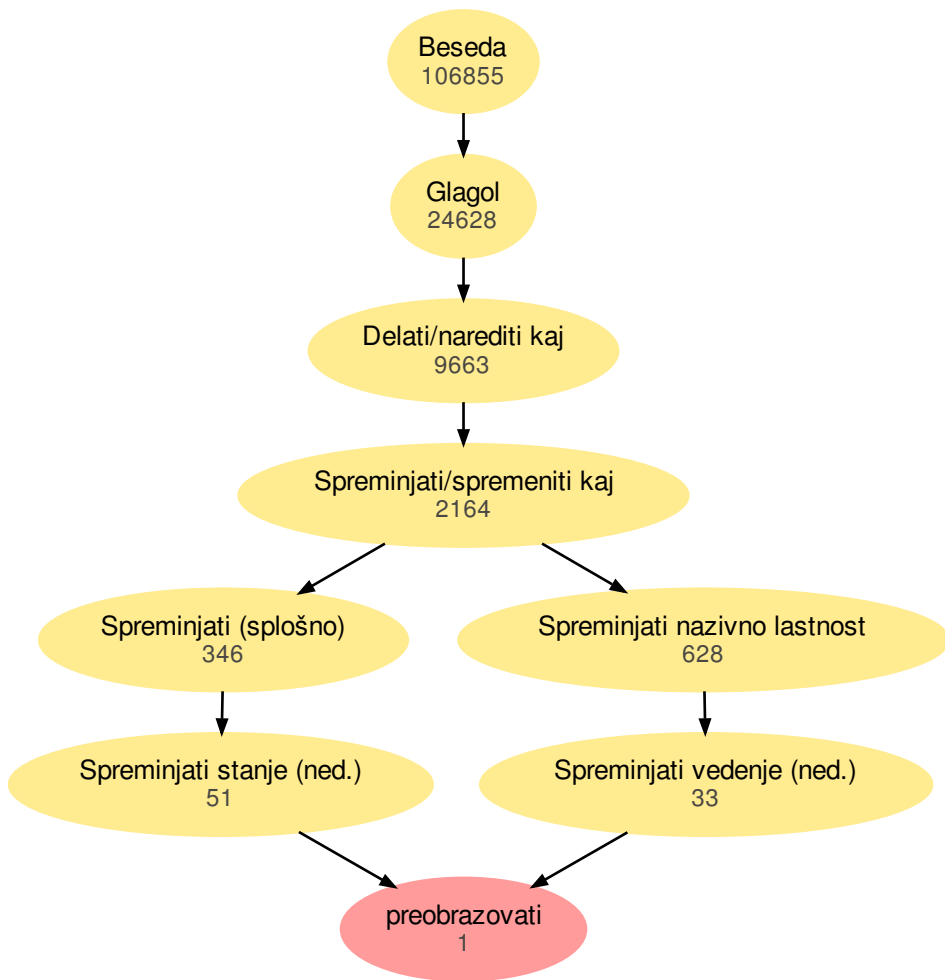 Beseda
106855
Glagol
24628
Delati/narediti kaj
9663
Spreminjati/spremeniti kaj
2164
Spreminjati (splošno)
346
Spreminjati nazivno lastnost
628
Spreminjati stanje (ned.)
51
Spreminjati vedenje (ned.)
33
preobrazovati
1